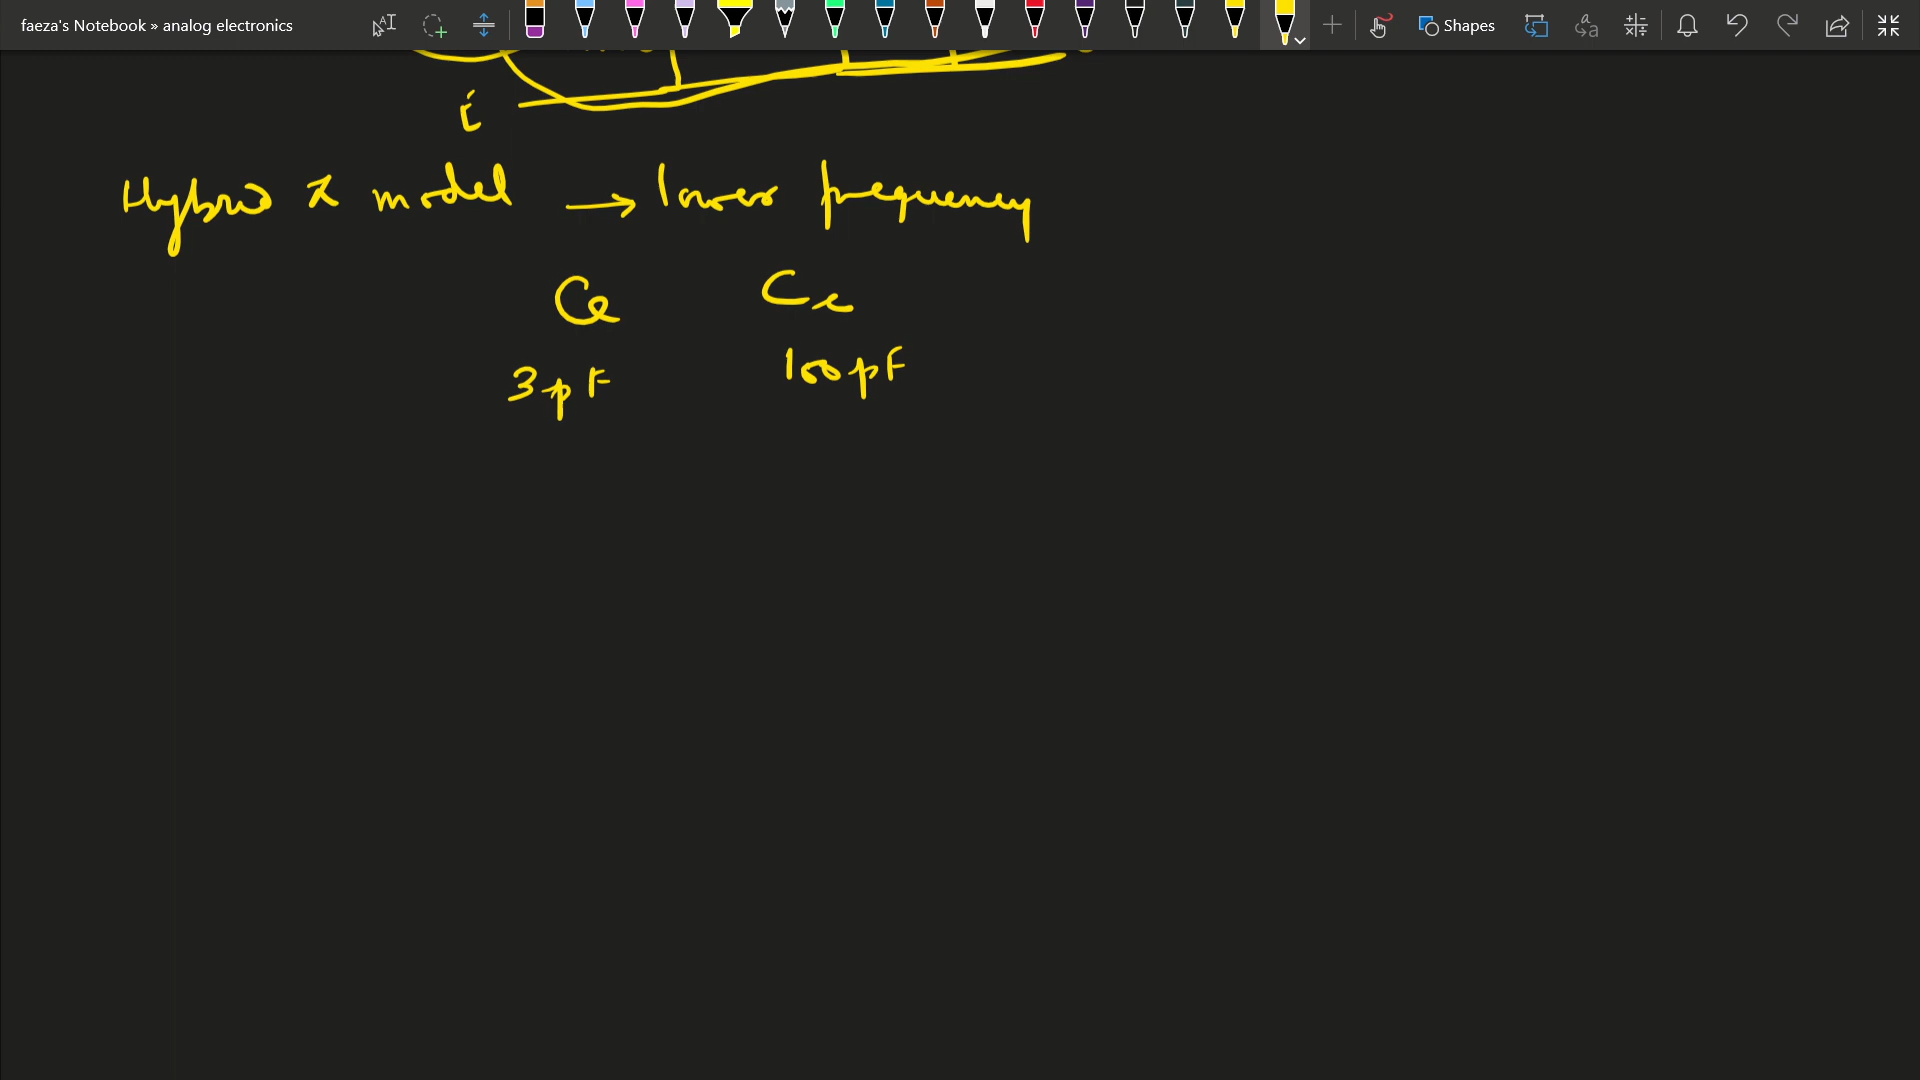 faeza's Notebook » analog electronics
Shapes
Hybrid π model → lower frequency
Ce Cc
3pF 100pF